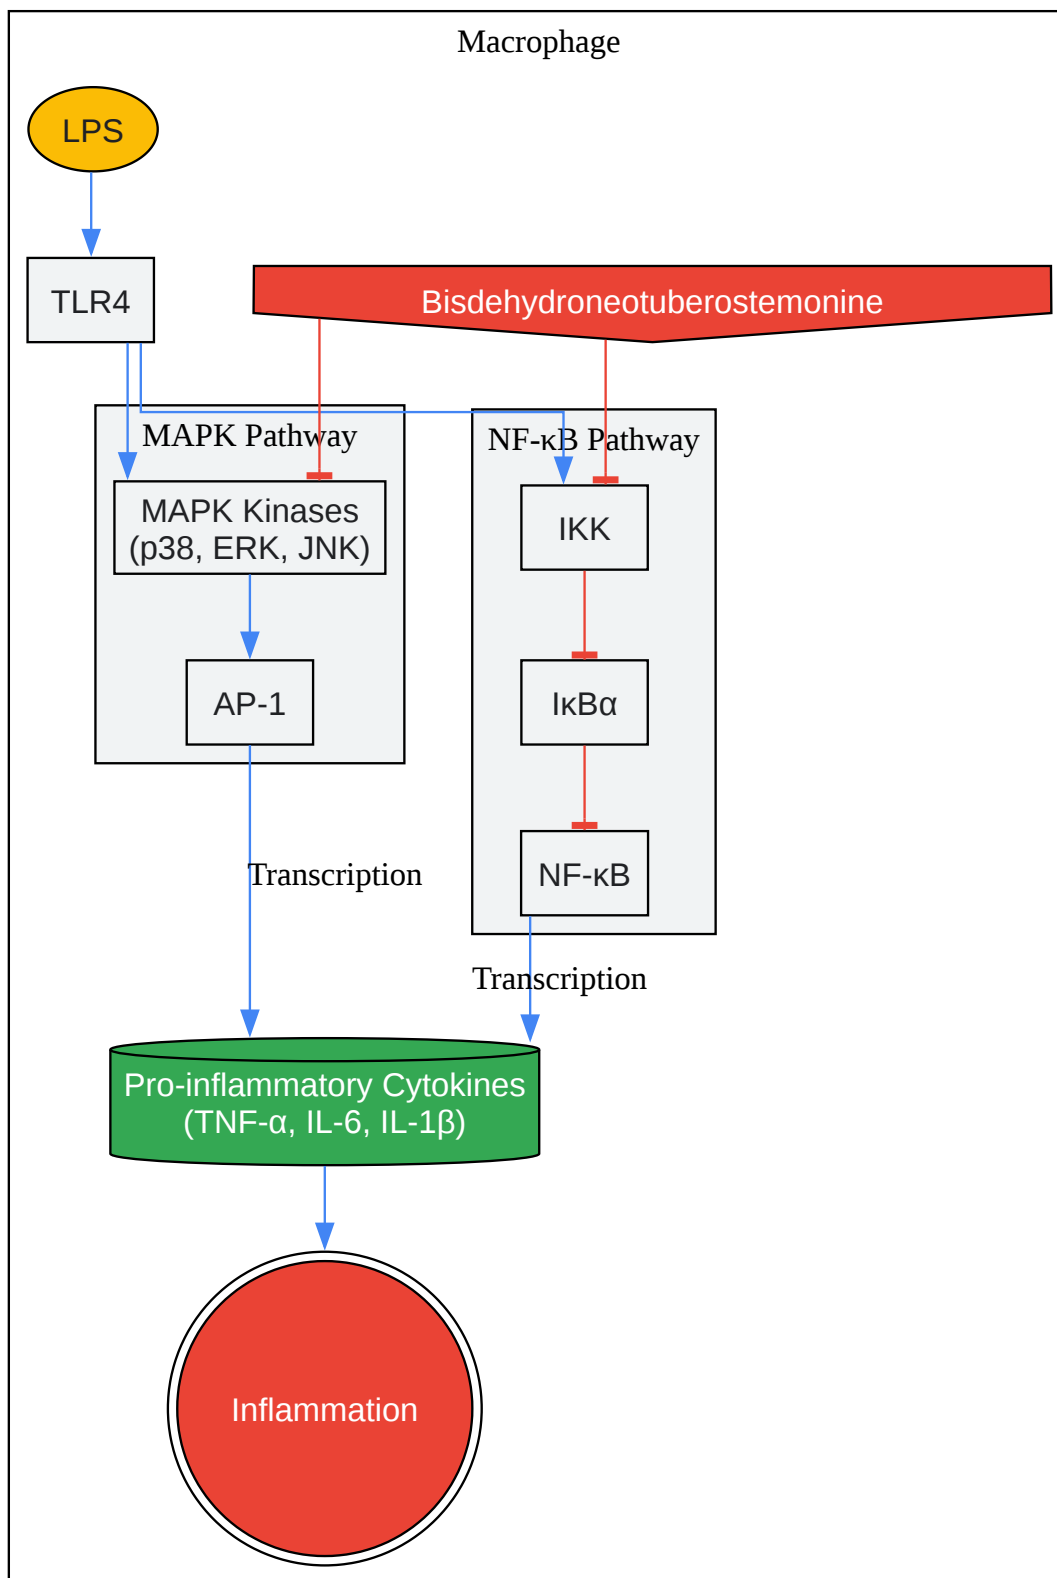 Macrophage
LPS
TLR4
Bisdehydroneotuberostemonine
MAPK Pathway
NF-κB Pathway
MAPK Kinases
(p38, ERK, JNK)
IKK
AP-1
IκBα
Transcription
NF-κB
Transcription
Pro-inflammatory Cytokines
(TNF-α, IL-6, IL-1β)
Inflammation